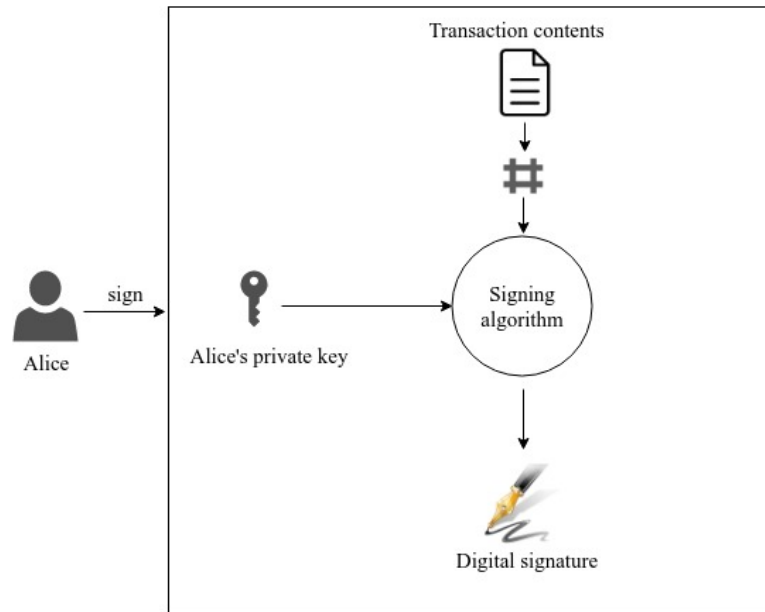 Transaction contents
sign
Signing
algorithm
Alice
Alice's private key
Digital signature